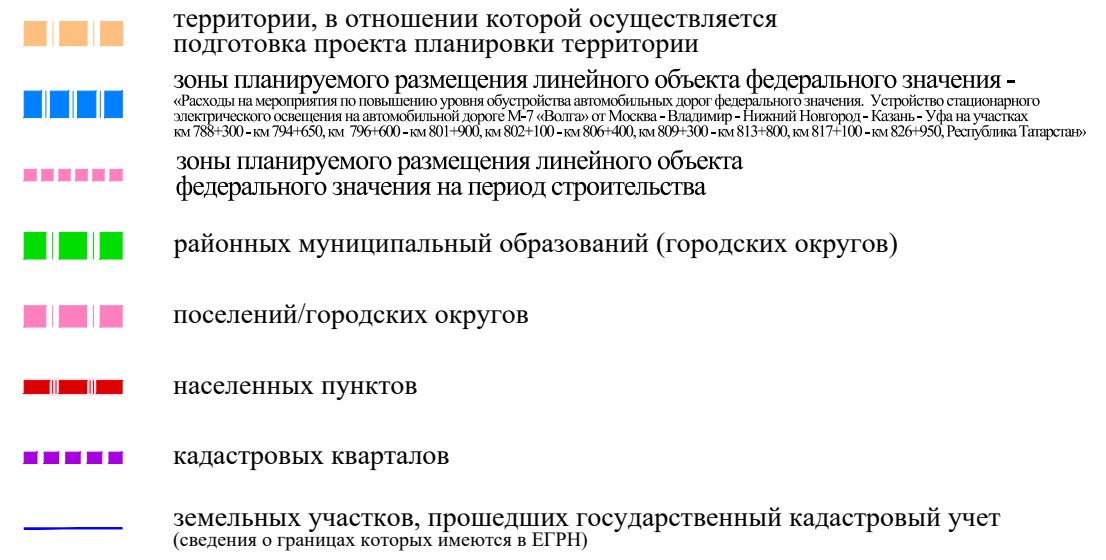 территории, в отношении которой осуществляется
подготовка проекта планировки территории
зоны планируемого размещения линейного объекта федерального значения -
«Расходы на мероприятия по повышению уровня обустройства автомобильных дорог федерального значения. Устройство стационарного
электрического освещения на автомобильной дороге М-7 «Волга» от Москва - Владимир - Нижний Новгород - Казань - Уфа на участках
км 788+300 - км 794+650, км 796+600 - км 801+900, км 802+100 - км 806+400, км 809+300 - км 813+800, км 817+100 - км 826+950, Республика Татарстан»
зоны планируемого размещения линейного объекта
федерального значения на период строительства
районных муниципальный образований (городских округов)
поселений/городских округов
населенных пунктов
кадастровых кварталов
земельных участков, прошедших государственный кадастровый учет
(сведения о границах которых имеются в ЕГРН)